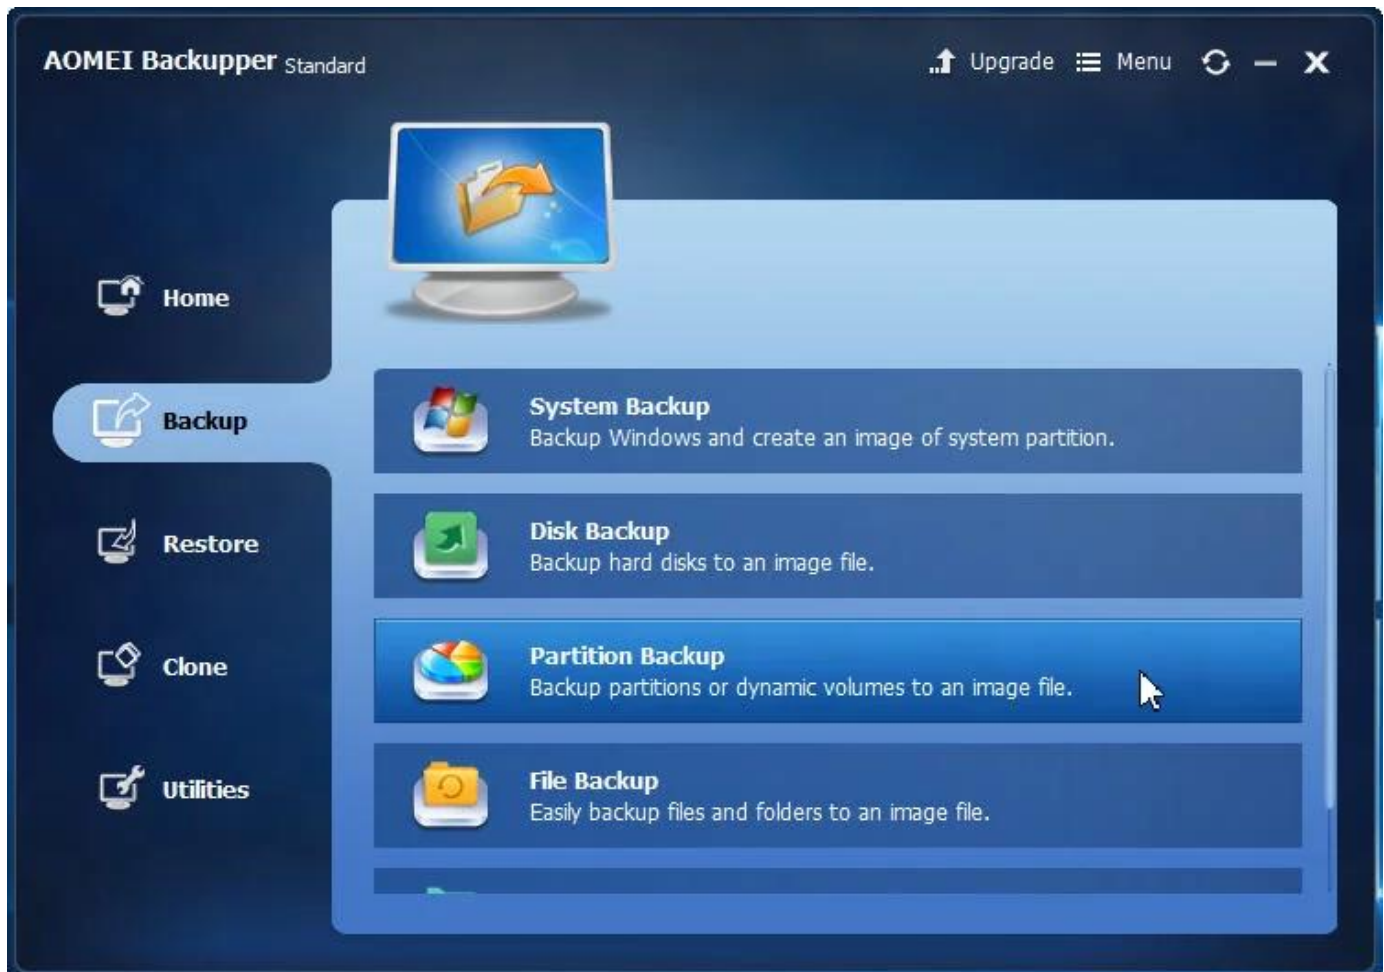 AOMEI Backupper Standard
Upgrade Menu
Home
Backup
Restore
Clone
Utilities
System Backup
Backup Windows and create an image of system partition.
Disk Backup
Backup hard disks to an image file.
Partition Backup
Backup partitions or dynamic volumes to an image file.
File Backup
Easily backup files and folders to an image file.